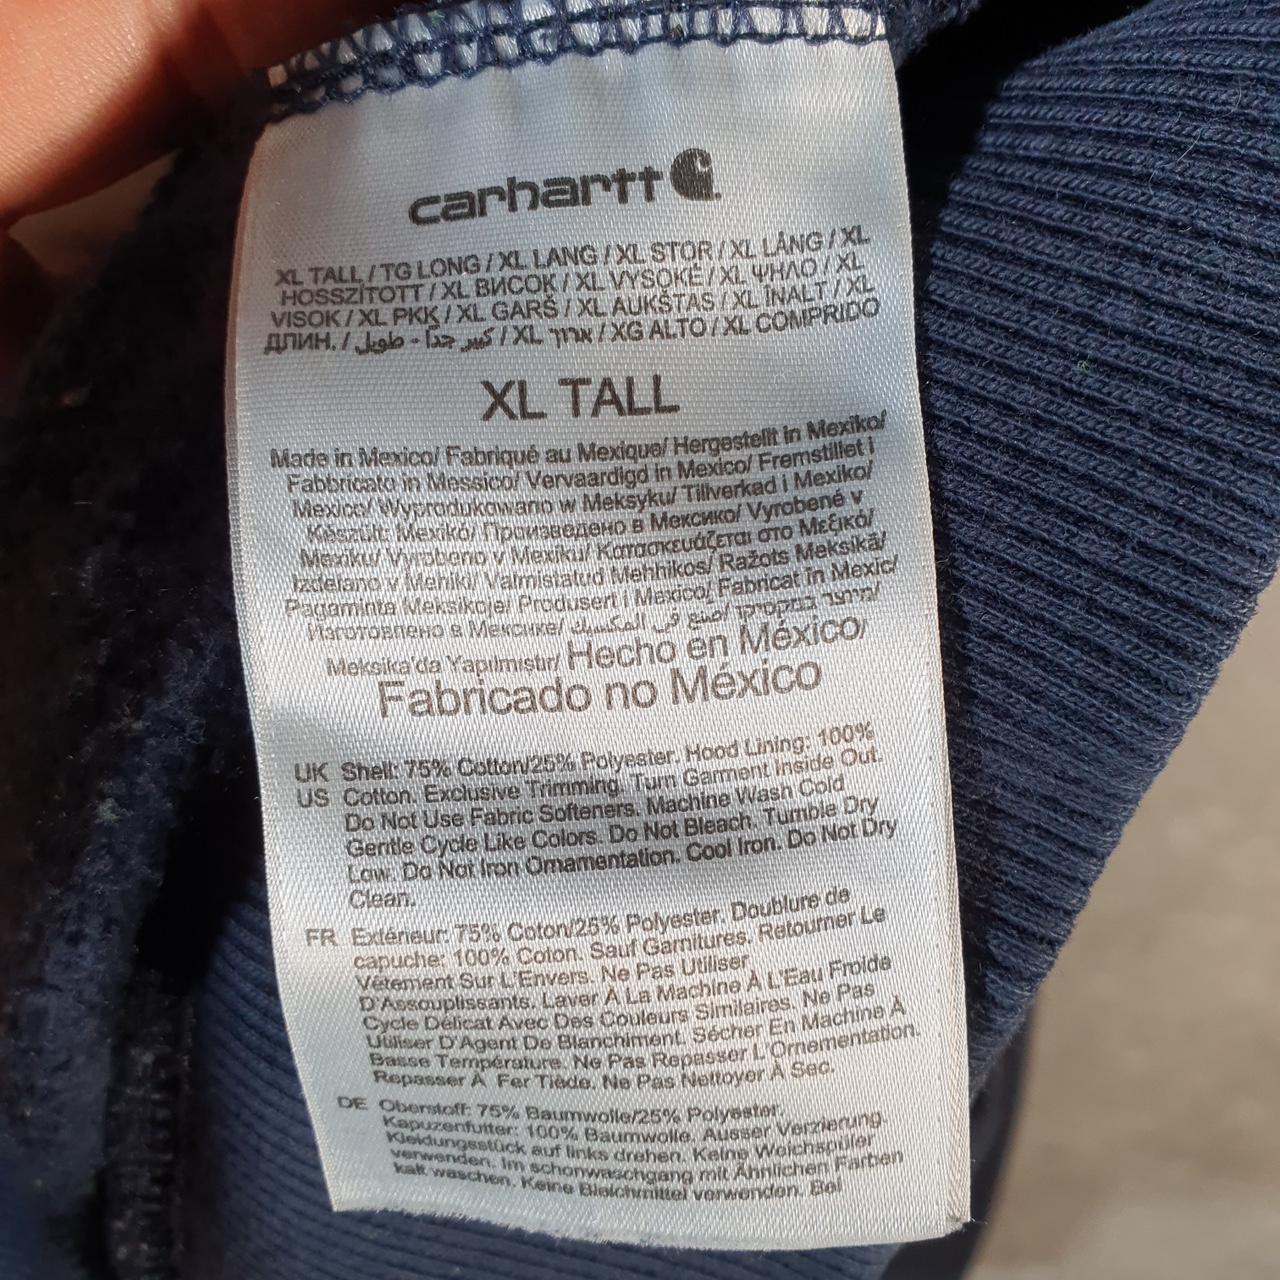 carhartt
XL TALL / TG LONG / XL LANG / XL STOR / XL LÅNG / XL
HOSSZÍTOTT / XL ВИСОК / XL VYSOKÉ / XL ΨΗΛΟ / XL
VISOK / XL PKK / XL GARŠ / XL AUKŠTAS / XL ÎNALT / XL
ДЛИН. / كبير جداً - طويل / XL ארוך / XG ALTO / XL COMPRIDO
XL TALL
Made in Mexico/ Fabriqué au Mexique/ Hergestellt in Mexiko/
Fabbricato in Messico/ Vervaardigd in Mexico/ Fremstillet i
Mexico/ Wyprodukowano w Meksyku/ Tillverkad i Mexiko/
Készült: Mexikó/ Произведено в Мексико/ Vyrobené v
Mexiku/ Vyrobeno v Mexiku/ Κατασκευάζεται στο Μεξικό/
Izdelano v Mehiki/ Valmistatud Mehhikos/ Ražots Meksikā/
Pagaminta Meksikoje/ Produsert i Mexico/ Fabricat in Mexic/
Изготовлено в Мексике/ صنع في المكسيك/ מיוצר במקסיקו/
Meksika'da Yapılmıstır/ Hecho en México/
Fabricado no México
UK Shell: 75% Cotton/25% Polyester. Hood Lining: 100%
US Cotton. Exclusive Trimming. Turn Garment Inside Out.
Do Not Use Fabric Softeners. Machine Wash Cold
Gentle Cycle Like Colors. Do Not Bleach. Tumble Dry
Low. Do Not Iron Ornamentation. Cool Iron. Do Not Dry
Clean.
FR Extérieur: 75% Coton/25% Polyester. Doublure de
capuche: 100% Coton. Sauf Garnitures. Retourner Le
Vêtement Sur L'Envers. Ne Pas Utiliser
D'Assouplissants. Laver À La Machine À L'Eau Froide
Cycle Délicat Avec Des Couleurs Similaires. Ne Pas
Utiliser D'Agent De Blanchiment. Sécher En Machine À
Basse Température. Ne Pas Repasser L'Ornementation.
Repasser À Fer Tiède. Ne Pas Nettoyer À Sec.
DE Oberstoff: 75% Baumwolle/25% Polyester.
Kapuzenfutter: 100% Baumwolle. Ausser Verzierung.
Kleidungsstück auf links drehen. Keine Weichspüler
verwenden. Im schonwaschgang mit Ähnlichen Farben
kalt waschen. Keine Bleichmittel verwenden. Bei